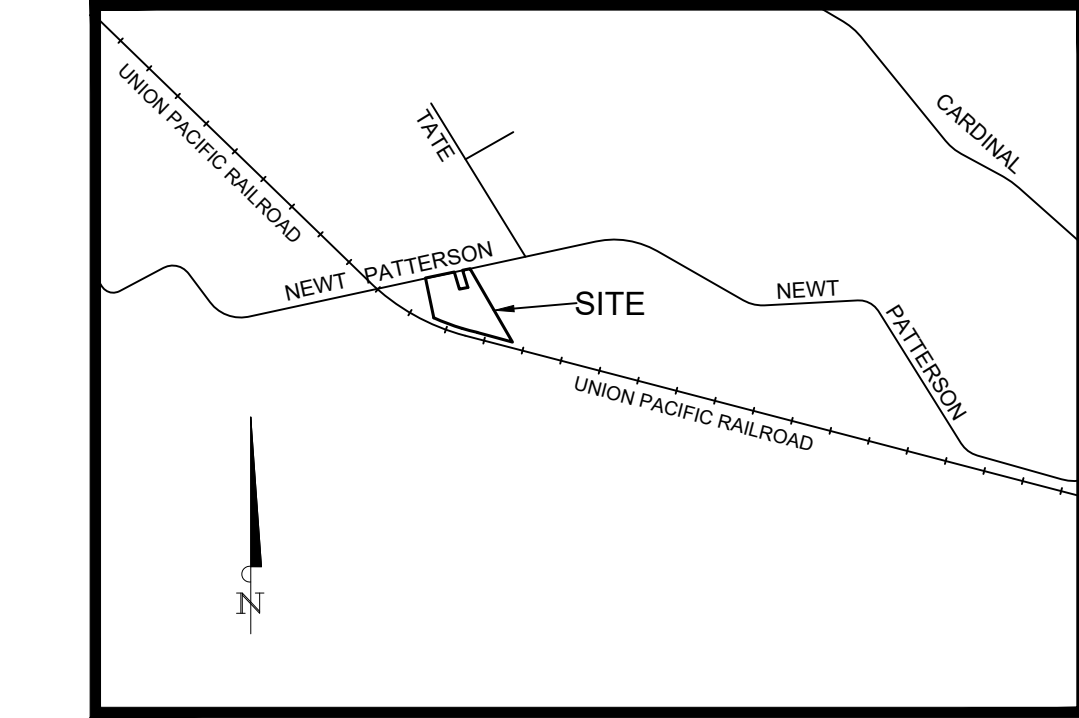 UNION PACIFIC RAILROAD
TATE
CARDINAL
NEWT PATTERSON
SITE
NEWT
PATTERSON
UNION PACIFIC RAILROAD
N